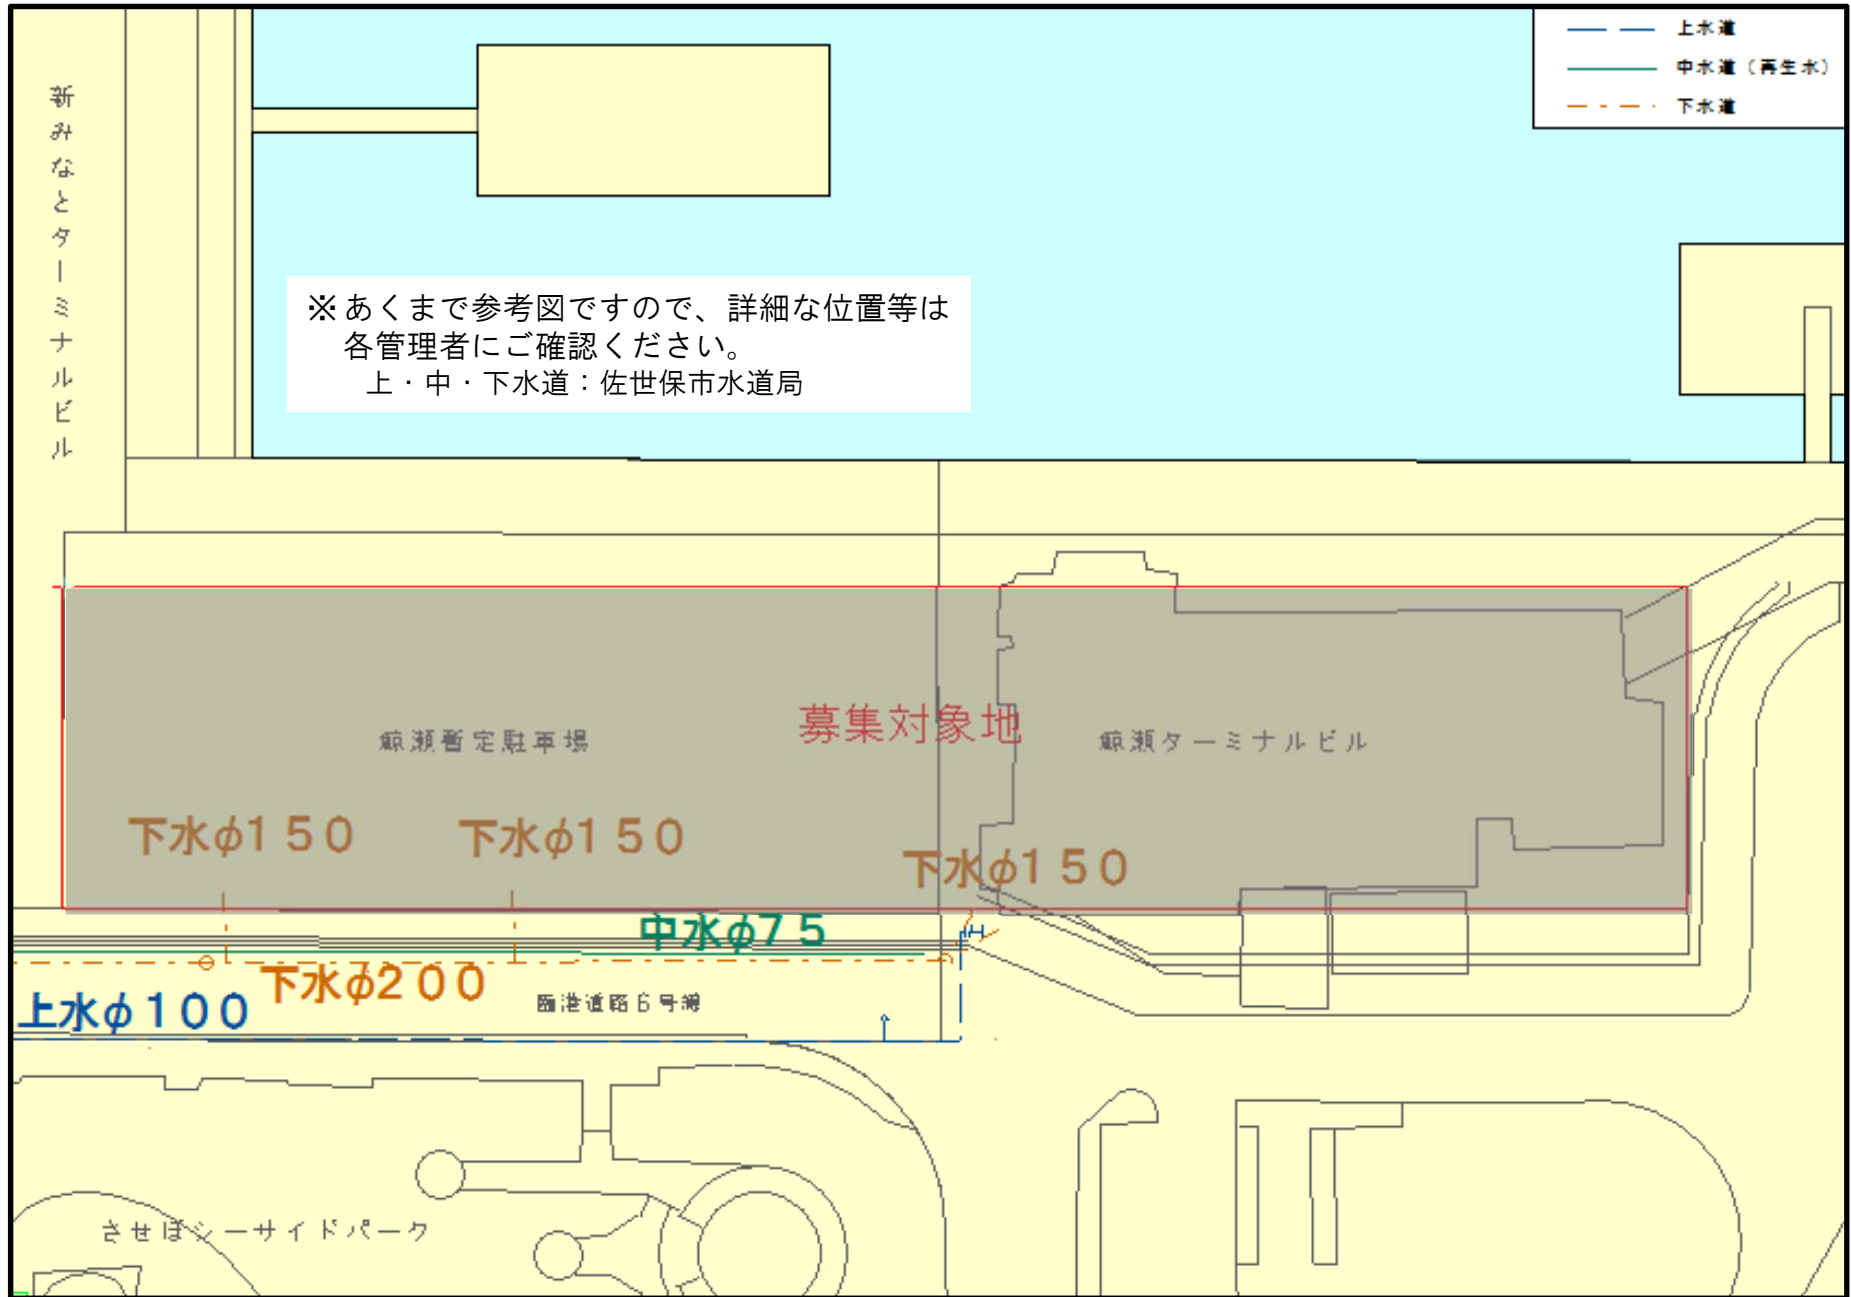 上水道
中水道（再生水）
下水道
新みなとターミナルビル
※あくまで参考図ですので、詳細な位置等は
各管理者にご確認ください。
上・中・下水道：佐世保市水道局
募集対象地
鯨瀬暫定駐車場
鯨瀬ターミナルビル
下水φ150
下水φ150
下水φ150
中水φ75
下水φ200
上水φ100
臨港道路6号線
させぼシーサイドパーク